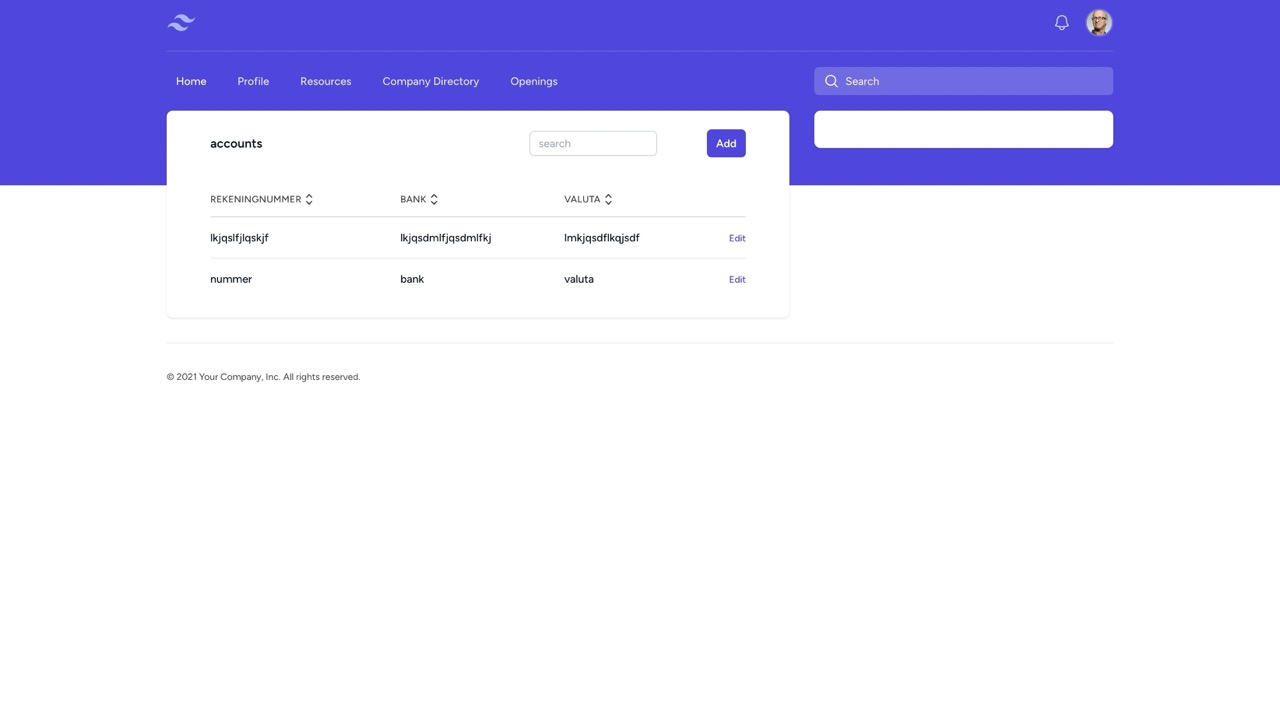 Home Profile Resources Company Directory Openings Search
accounts search Add
REKENINGNUMMER BANK VALUTA
lkjqslfjlqskjf lkjqsdmlfjqsdmlfkj lmkjqsdflkqjsdf Edit
nummer bank valuta Edit
© 2021 Your Company, Inc. All rights reserved.